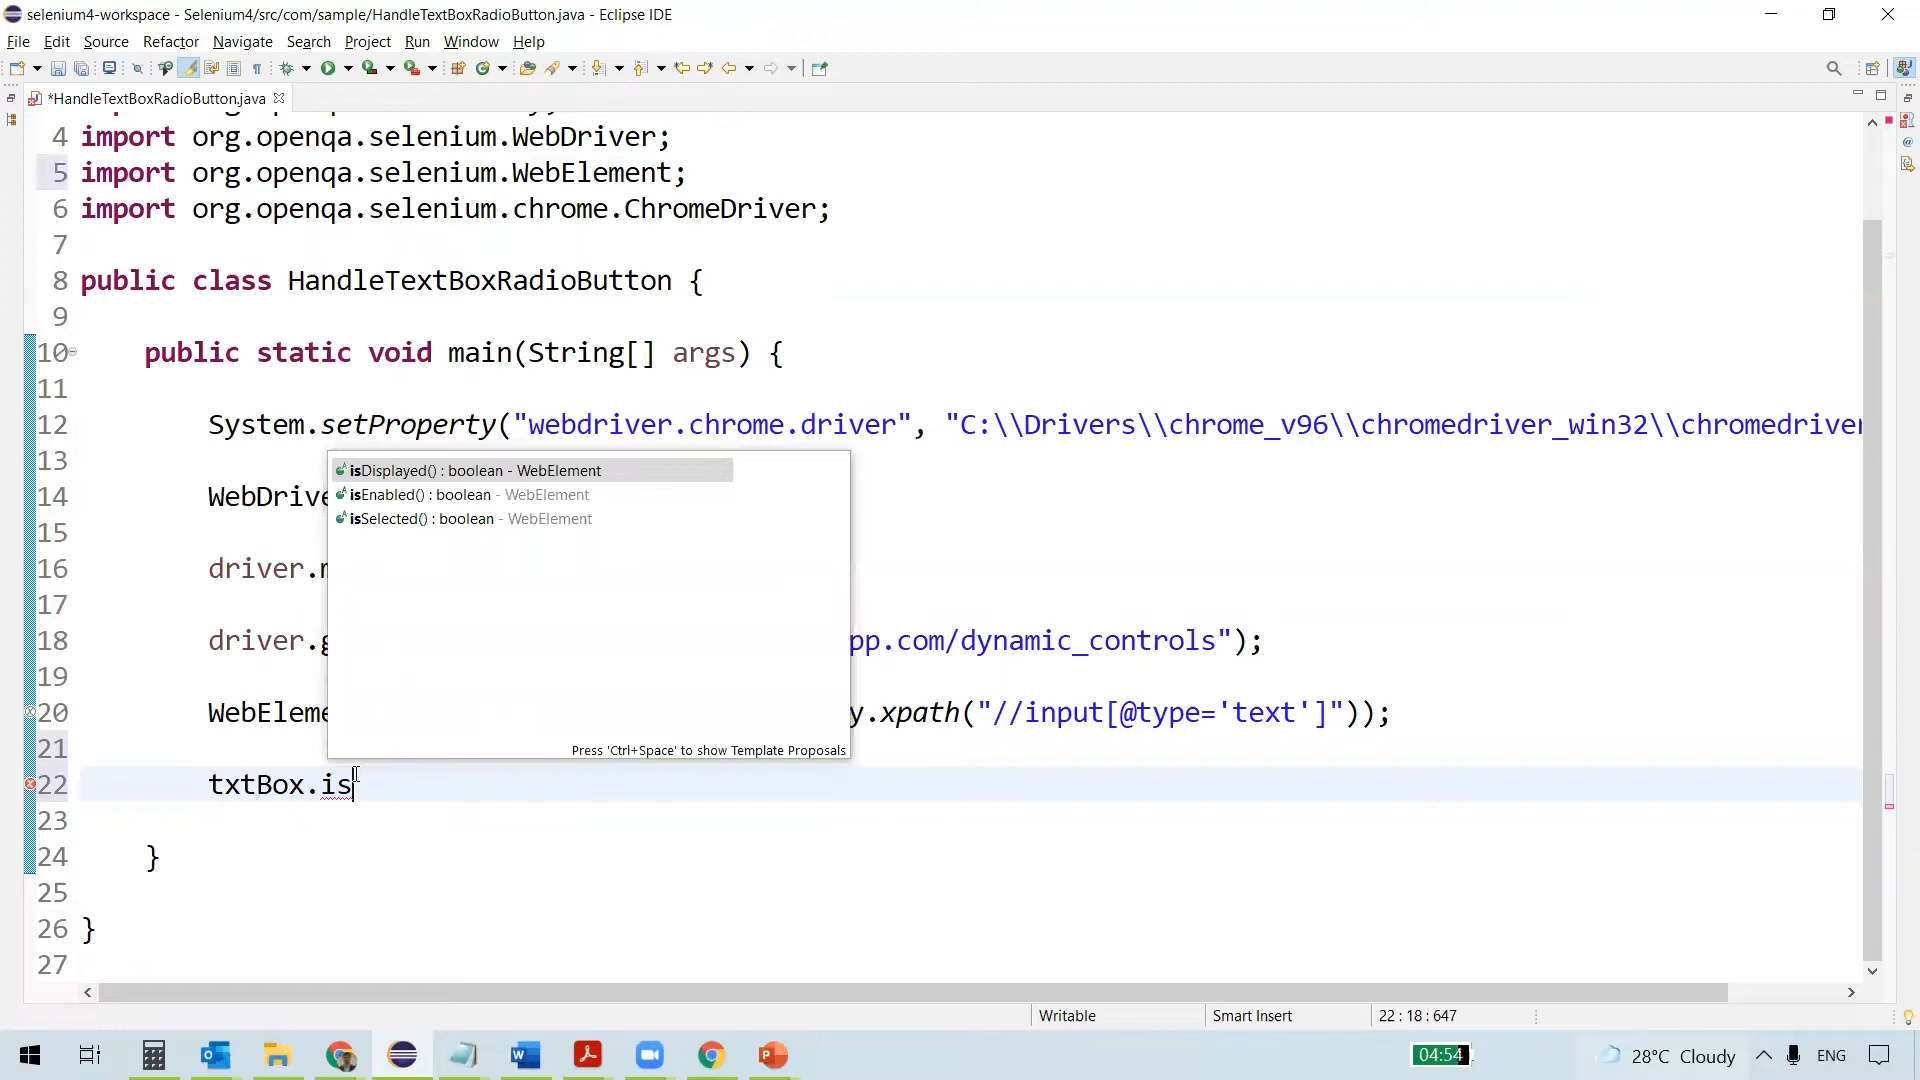 selenium4-workspace - Selenium4/src/com/sample/HandleTextBoxRadioButton.java - Eclipse IDE
File Edit Source Refactor Navigate Search Project Run Window Help
*HandleTextBoxRadioButton.java
4 import org.openqa.selenium.WebDriver;
5 import org.openqa.selenium.WebElement;
6 import org.openqa.selenium.chrome.ChromeDriver;
7
8 public class HandleTextBoxRadioButton {
9
10 public static void main(String[] args) {
11
12 System.setProperty("webdriver.chrome.driver", "C:\\Drivers\\chrome_v96\\chromedriver_win32\\chromedriver
13
14 WebDrive
15
16 driver.m
17
18 driver.g pp.com/dynamic_controls");
19
20 WebEleme y.xpath("//input[@type='text']"));
21
22 txtBox.is
23
24 }
25
26 }
27
isDisplayed() : boolean - WebElement
isEnabled() : boolean - WebElement
isSelected() : boolean - WebElement
Press 'Ctrl+Space' to show Template Proposals
Writable Smart Insert 22 : 18 : 647
04:54 28°C Cloudy ENG